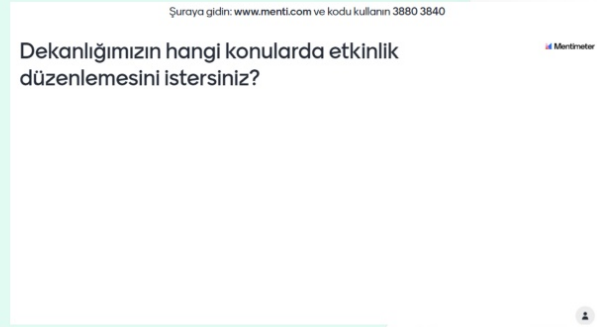 Şuraya gidin: www.menti.com ve kodu kullanın 3880 3840
Dekanlığımızın hangi konularda etkinlik
düzenlemesini istersiniz?
Mentimeter